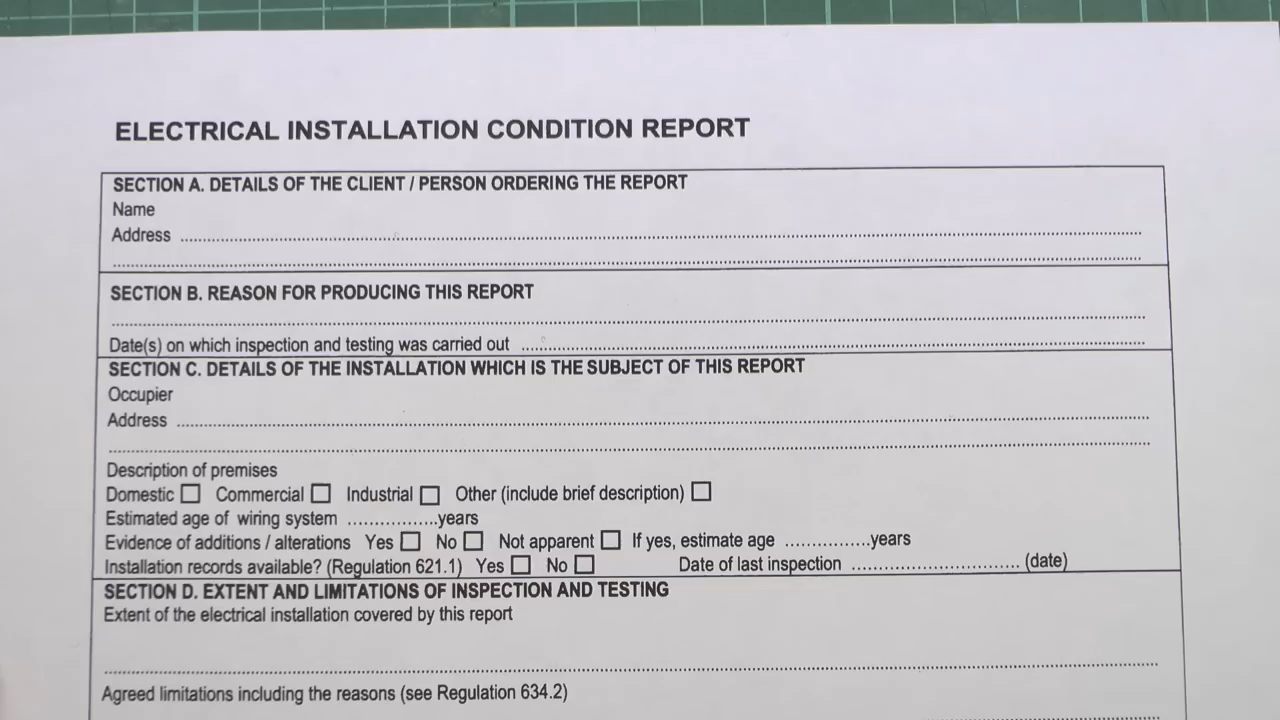 ELECTRICAL INSTALLATION CONDITION REPORT
SECTION A. DETAILS OF THE CLIENT / PERSON ORDERING THE REPORT
Name
Address
SECTION B. REASON FOR PRODUCING THIS REPORT
Date(s) on which inspection and testing was carried out
SECTION C. DETAILS OF THE INSTALLATION WHICH IS THE SUBJECT OF THIS REPORT
Occupier
Address
Description of premises
Domestic ☐ Commercial ☐ Industrial ☐ Other (include brief description) ☐
Estimated age of wiring system .................years
Evidence of additions / alterations Yes ☐ No ☐ Not apparent ☐ If yes, estimate age ................years
Installation records available? (Regulation 621.1) Yes ☐ No ☐ Date of last inspection ................................ (date)
SECTION D. EXTENT AND LIMITATIONS OF INSPECTION AND TESTING
Extent of the electrical installation covered by this report
Agreed limitations including the reasons (see Regulation 634.2)